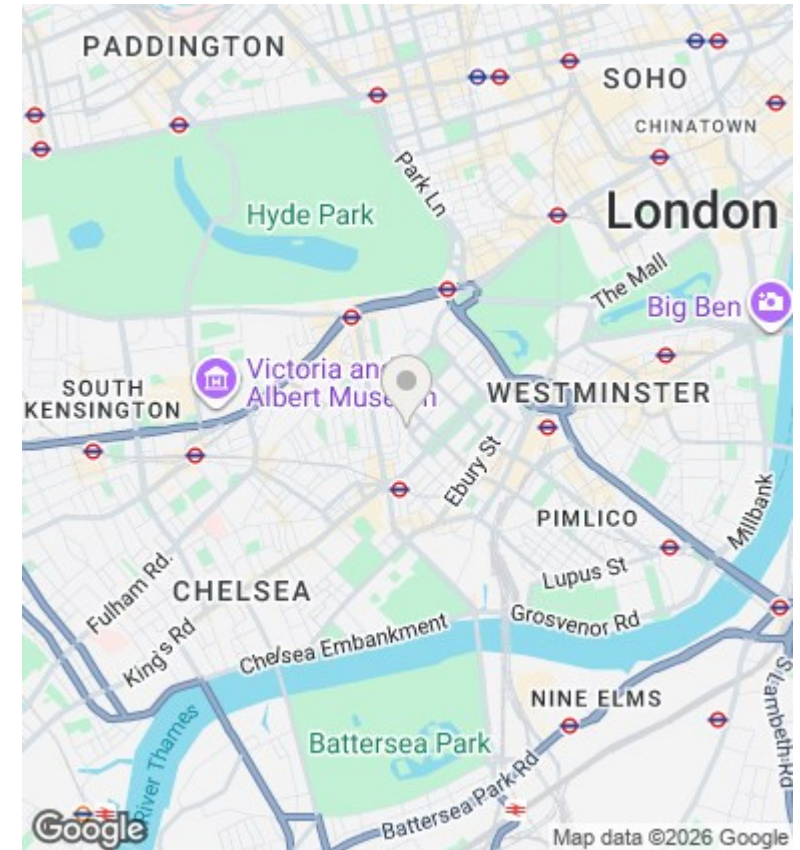 PADDINGTON
SOHO
CHINATOWN
Park Ln
Hyde Park
London
The Mall
Big Ben
Victoria and
Albert Museum
SOUTH
KENSINGTON
WESTMINSTER
Ebury St
PIMLICO
Millbank
Lupus St
Fulham Rd.
CHELSEA
Grosvenor Rd
King's Rd
Chelsea Embankment
NINE ELMS
S Lambeth Rd
River Thames
Battersea Park
Battersea Park Rd
Google
Map data ©2026 Google